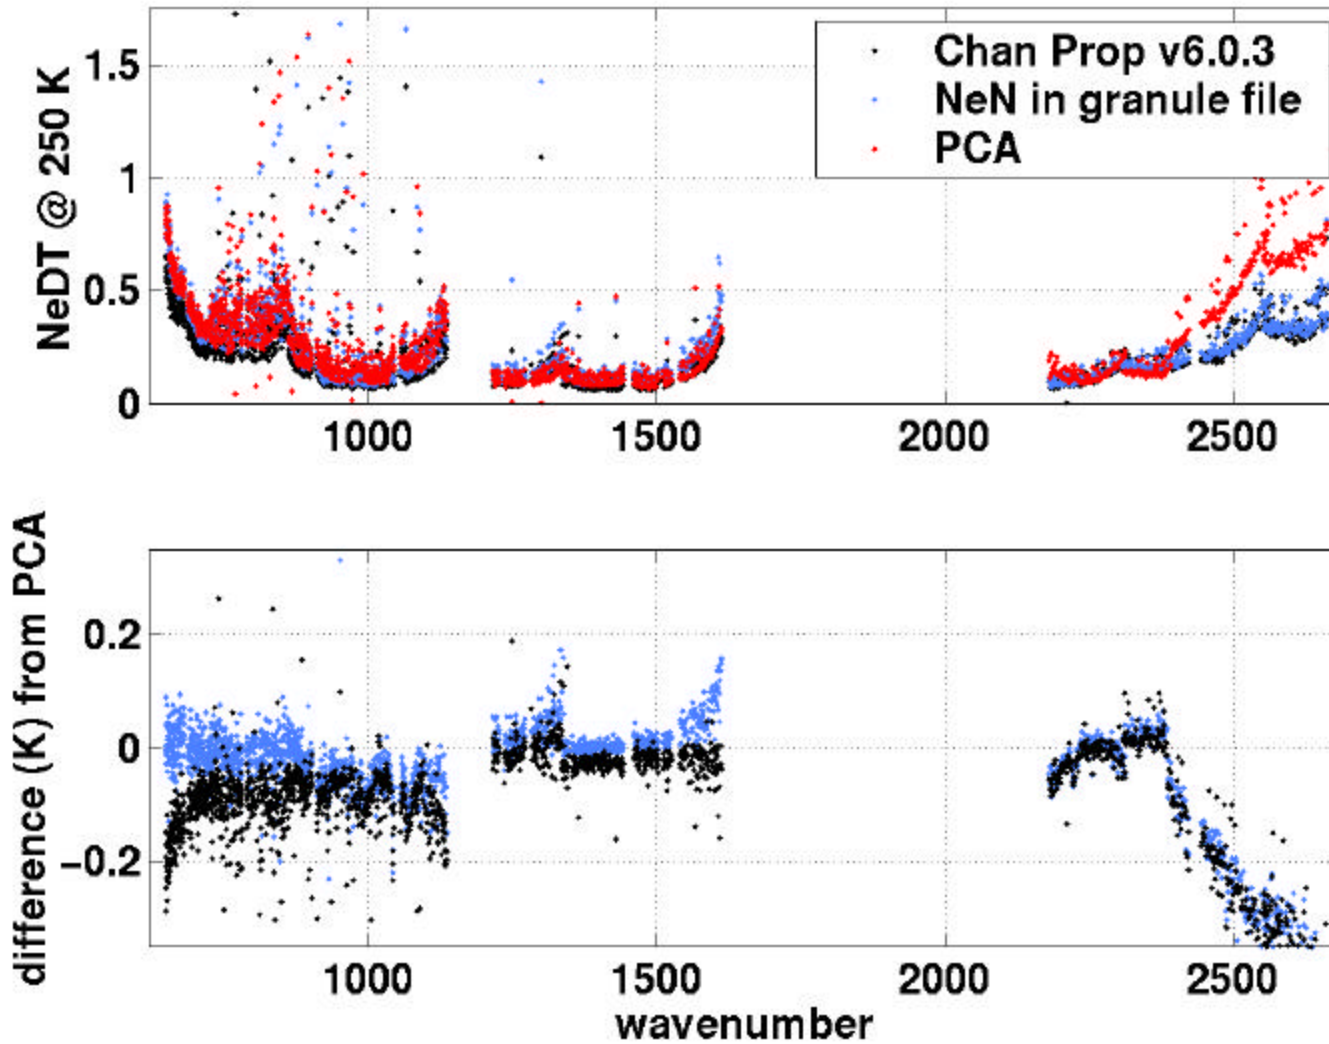 NeDT @ 250 K
1.5
1
0.5
0
Chan Prop v6.0.3
NeN in granule file
PCA
1000 1500 2000 2500
difference (K) from PCA
0.2
0
−0.2
1000 1500 2000 2500
wavenumber